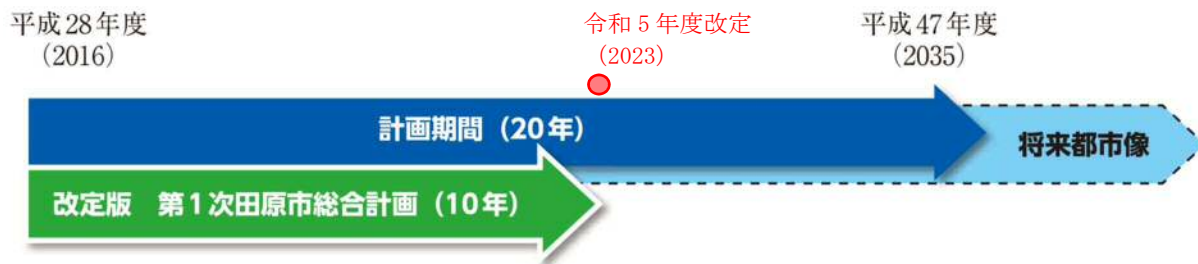 平成28年度
（2016）
令和5年度改定
（2023）
平成47年度
（2035）
計画期間（20年）
将来都市像
改定版　第1次田原市総合計画（10年）